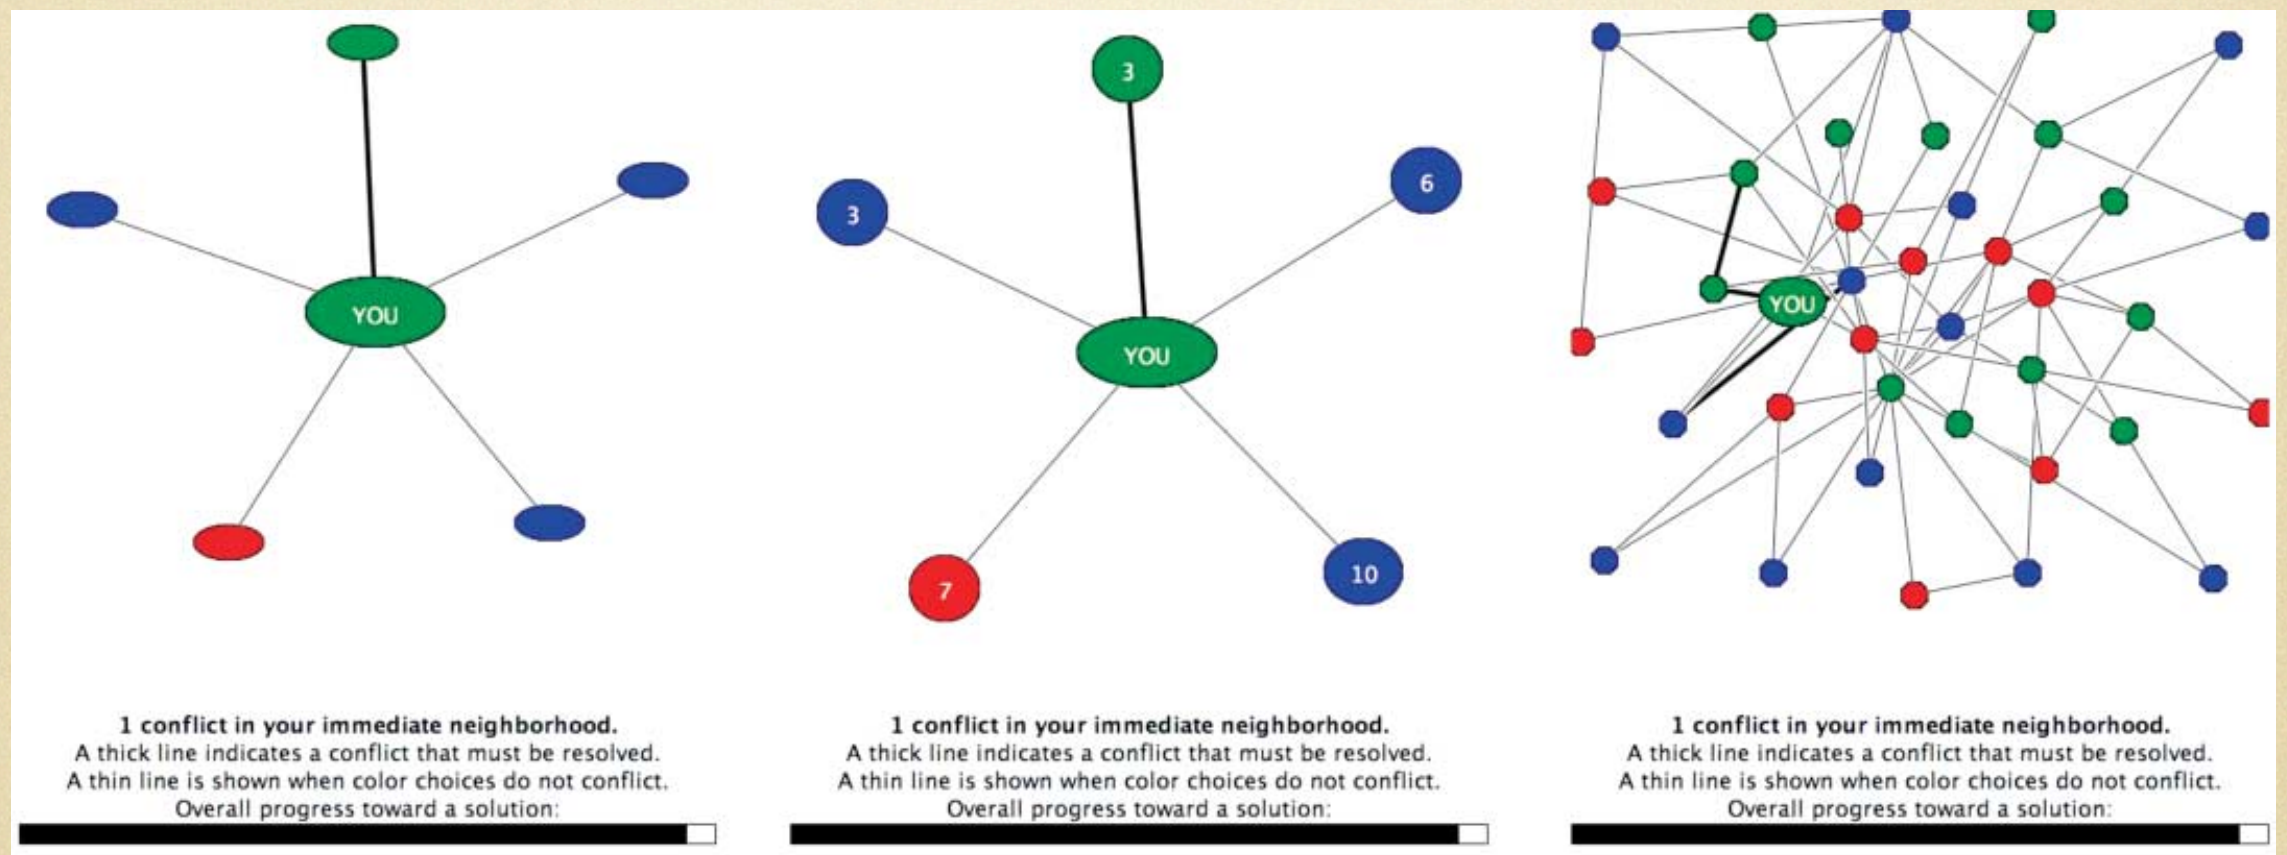 YOU
1 conflict in your immediate neighborhood.
A thick line indicates a conflict that must be resolved.
A thin line is shown when color choices do not conflict.
Overall progress toward a solution:
3
3
6
YOU
7
10
1 conflict in your immediate neighborhood.
A thick line indicates a conflict that must be resolved.
A thin line is shown when color choices do not conflict.
Overall progress toward a solution:
YOU
1 conflict in your immediate neighborhood.
A thick line indicates a conflict that must be resolved.
A thin line is shown when color choices do not conflict.
Overall progress toward a solution: